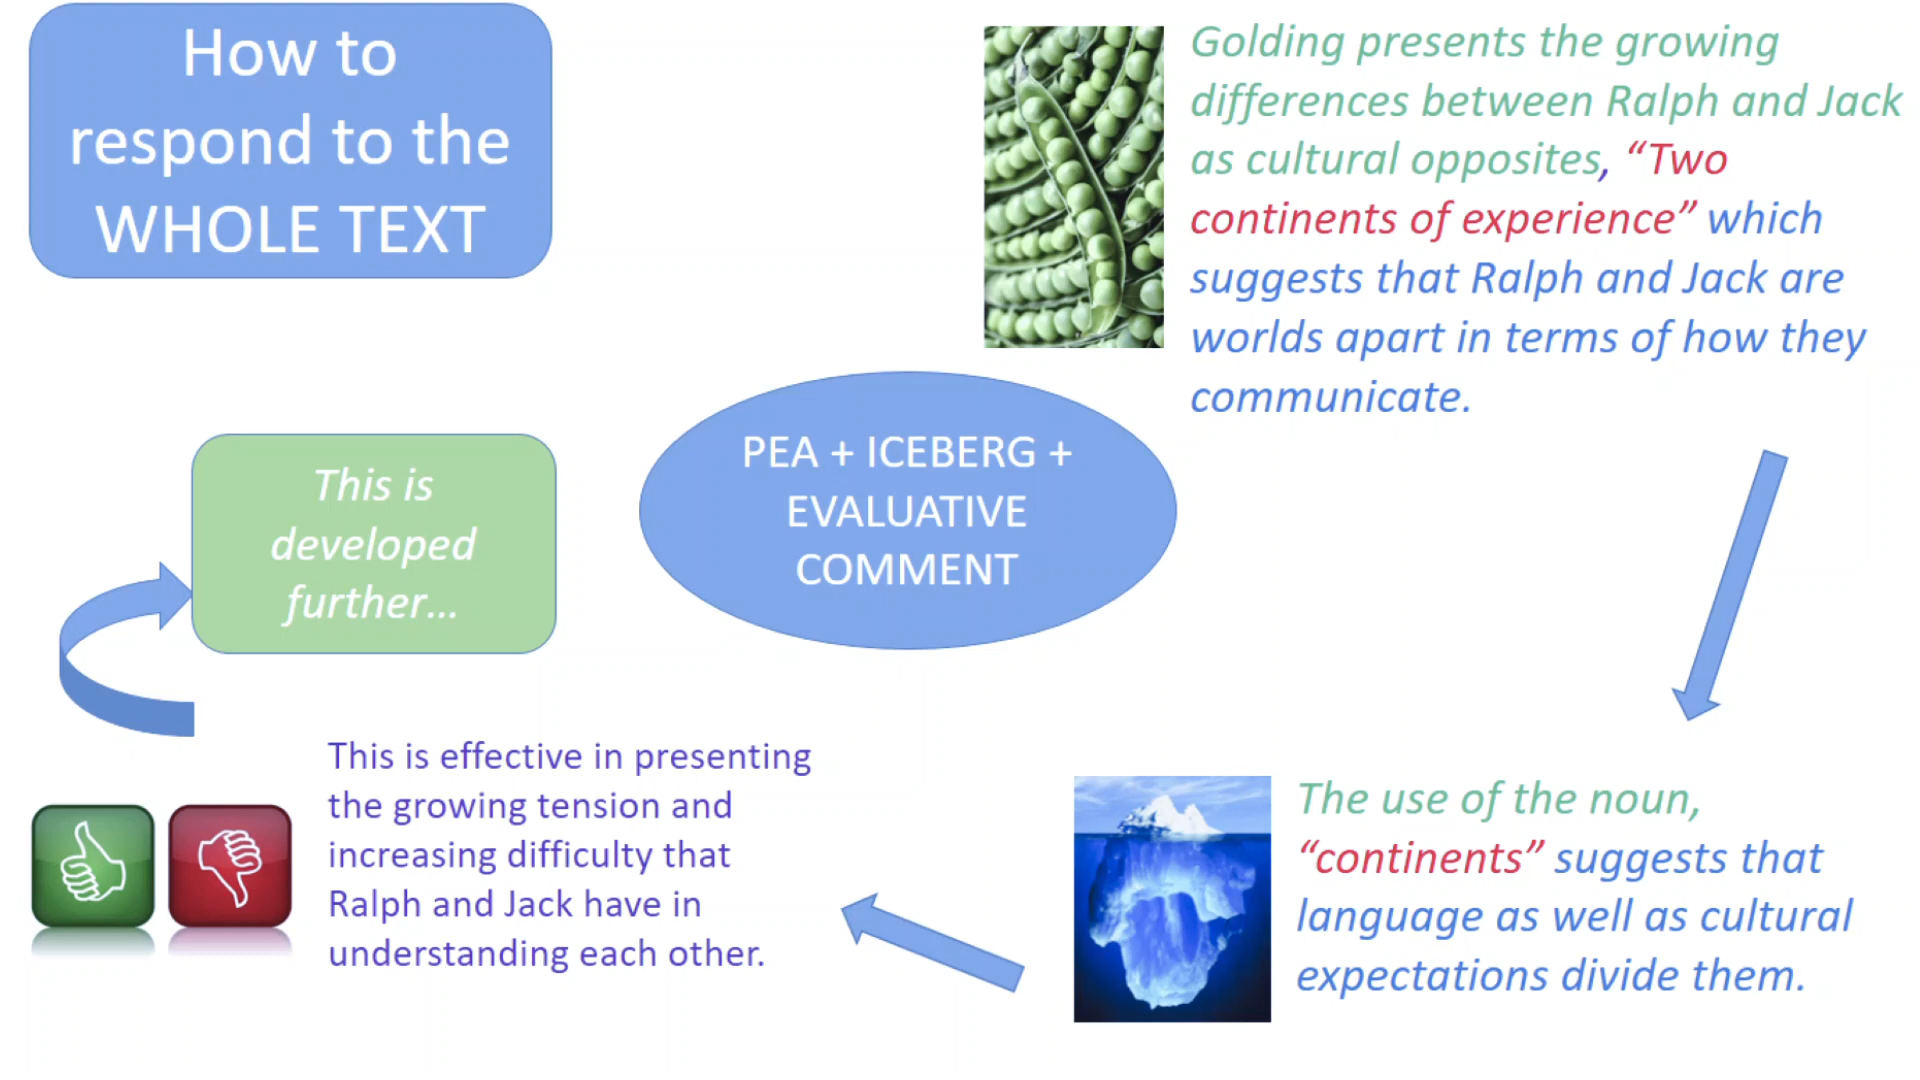 How to
respond to the
WHOLE TEXT
Golding presents the growing
differences between Ralph and Jack
as cultural opposites, “Two
continents of experience” which
suggests that Ralph and Jack are
worlds apart in terms of how they
communicate.
PEA + ICEBERG +
EVALUATIVE
COMMENT
The use of the noun,
“continents” suggests that
language as well as cultural
expectations divide them.
This is effective in presenting
the growing tension and
increasing difficulty that
Ralph and Jack have in
understanding each other.
This is
developed
further...